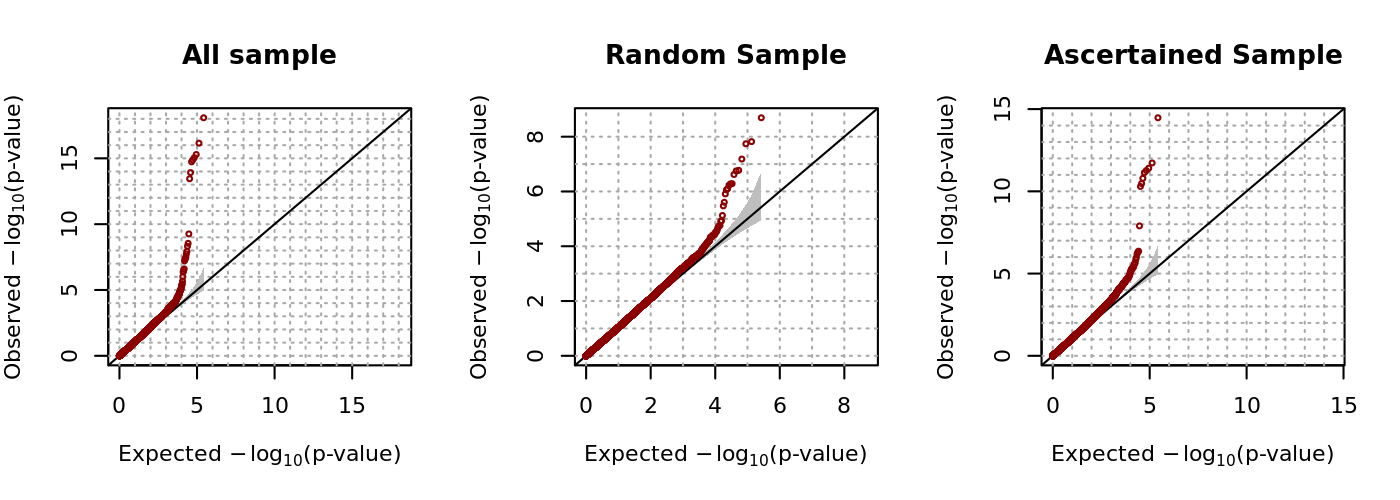 All sample
Observed −log10(p-value)
15
10
5
0
0 5 10 15
Expected −log10(p-value)
Random Sample
Observed −log10(p-value)
8
6
4
2
0
0 2 4 6 8
Expected −log10(p-value)
Ascertained Sample
Observed −log10(p-value)
15
10
5
0
0 5 10 15
Expected −log10(p-value)